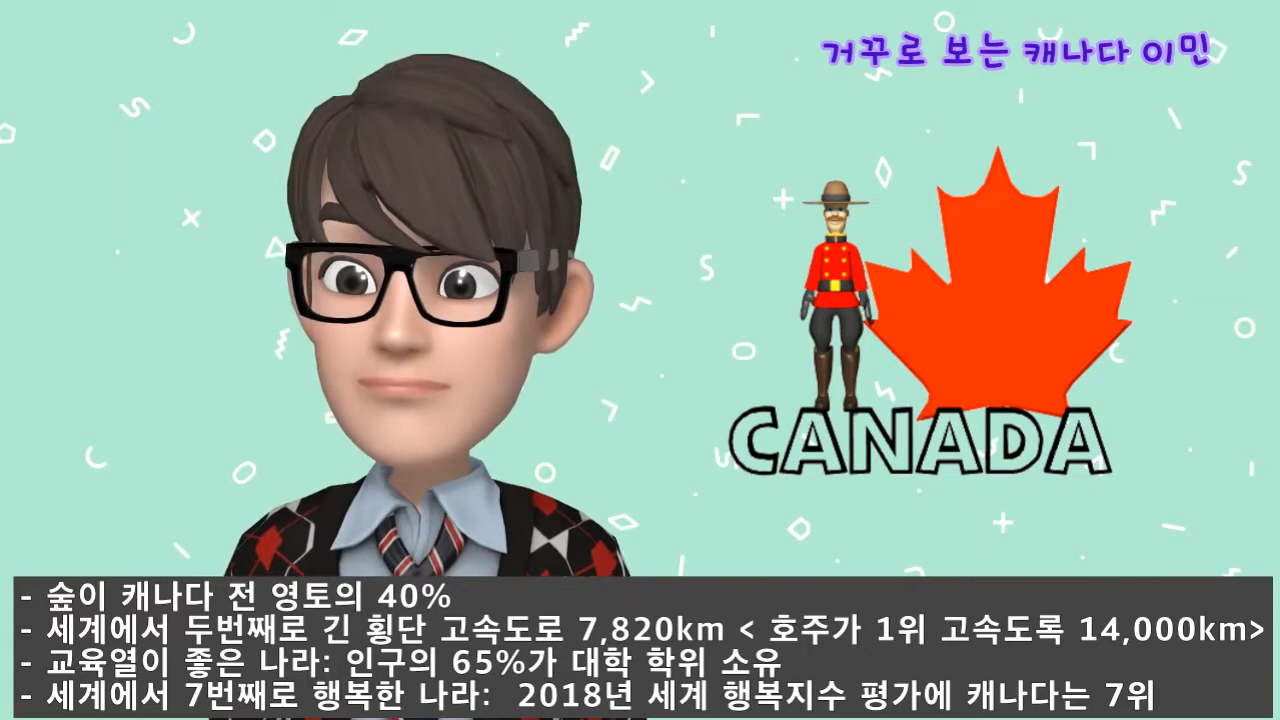 거꾸로 보는 캐나다 이민
CANADA
- 숲이 캐나다 전 영토의 40%
- 세계에서 두번째로 긴 횡단 고속도로 7,820km < 호주가 1위 고속도록 14,000km>
- 교육열이 좋은 나라: 인구의 65%가 대학 학위 소유
- 세계에서 7번째로 행복한 나라: 2018년 세계 행복지수 평가에 캐나다는 7위